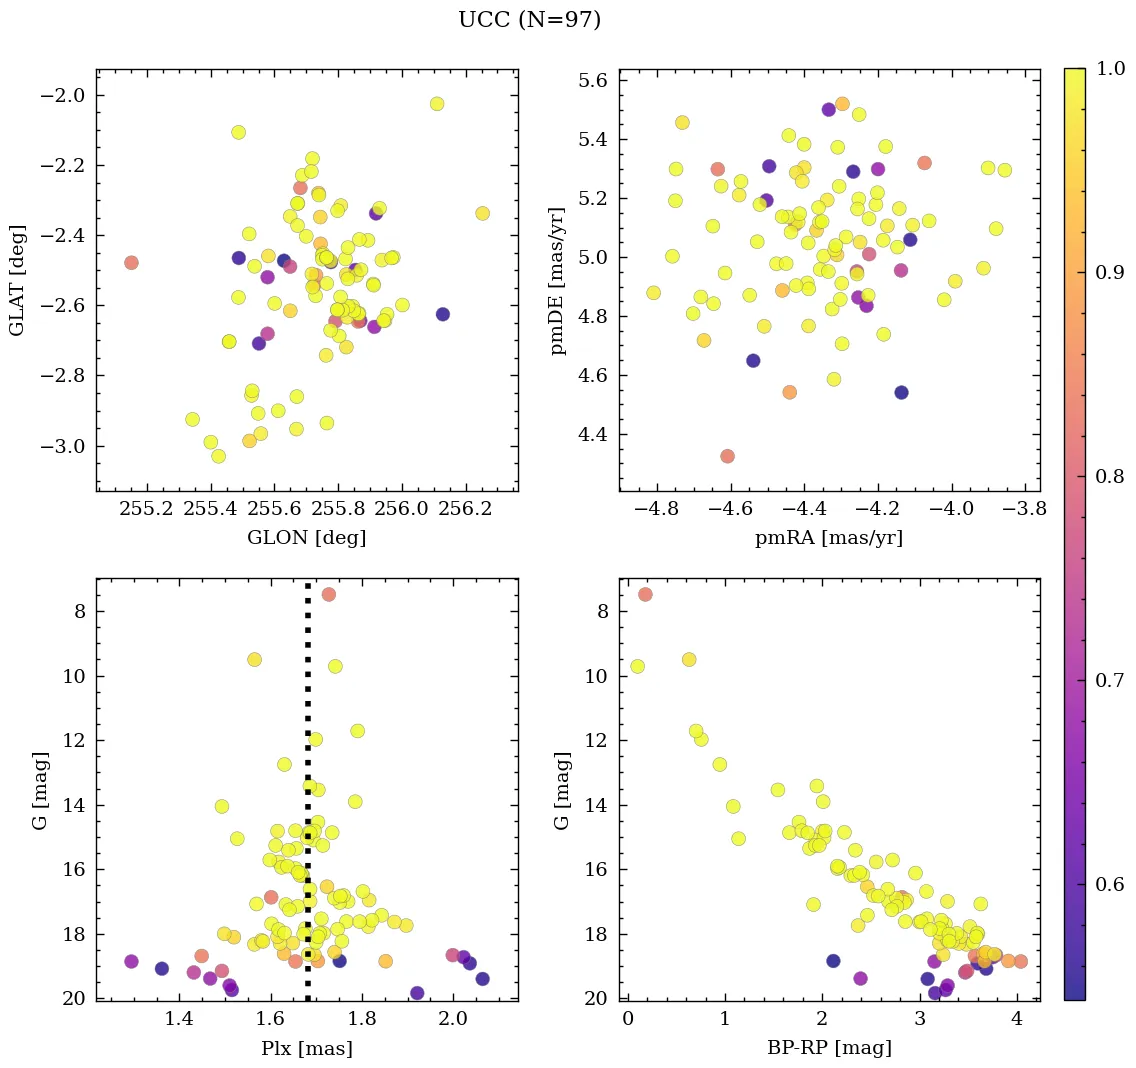 UCC (N=97)
−2.0
−2.2
−2.4
−2.6
−2.8
−3.0
GLAT [deg]
255.2 255.4 255.6 255.8 256.0 256.2
GLON [deg]
5.6
5.4
5.2
5.0
4.8
4.6
4.4
pmDE [mas/yr]
−4.8 −4.6 −4.4 −4.2 −4.0 −3.8
pmRA [mas/yr]
8
10
12
14
16
18
20
G [mag]
1.4 1.6 1.8 2.0
Plx [mas]
8
10
12
14
16
18
20
G [mag]
0 1 2 3 4
BP-RP [mag]
1.0
0.9
0.8
0.7
0.6